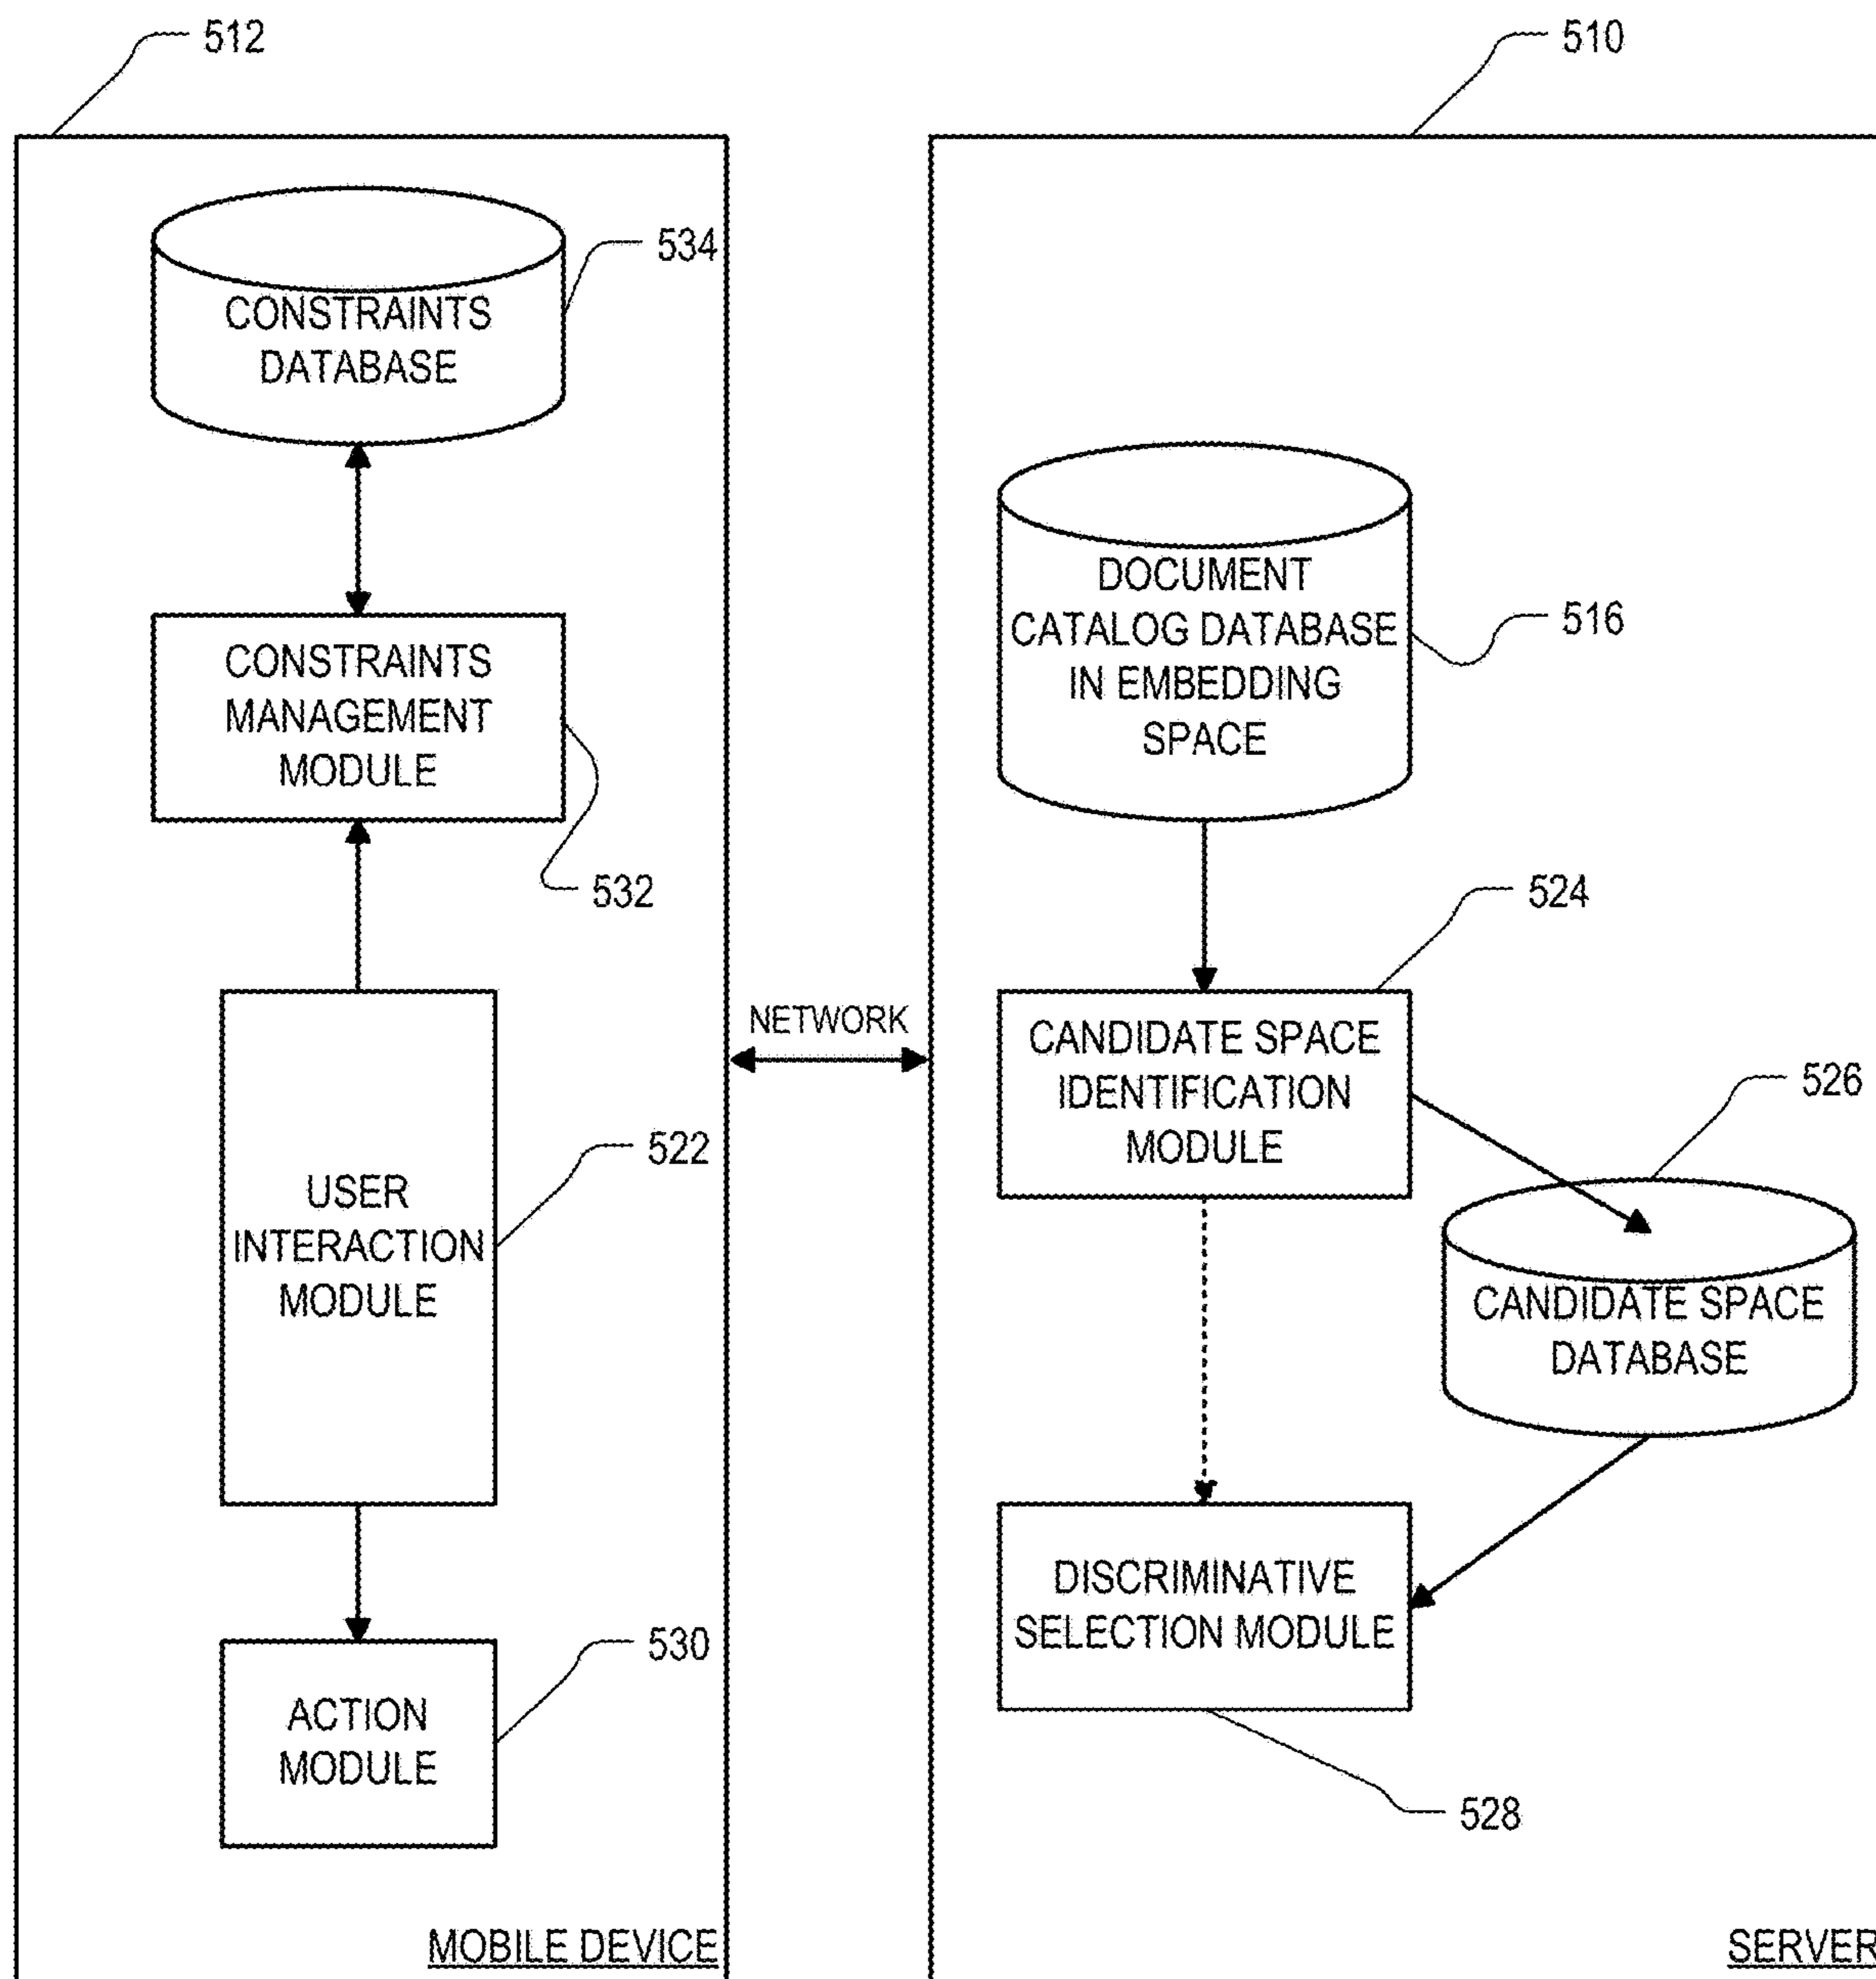 512
510
534
CONSTRAINTS
DATABASE
CONSTRAINTS
MANAGEMENT
MODULE
532
USER
INTERACTION
MODULE
522
ACTION
MODULE
530
MOBILE DEVICE
NETWORK
DOCUMENT
CATALOG DATABASE
IN EMBEDDING
SPACE
516
524
CANDIDATE SPACE
IDENTIFICATION
MODULE
526
CANDIDATE SPACE
DATABASE
DISCRIMINATIVE
SELECTION MODULE
528
SERVER